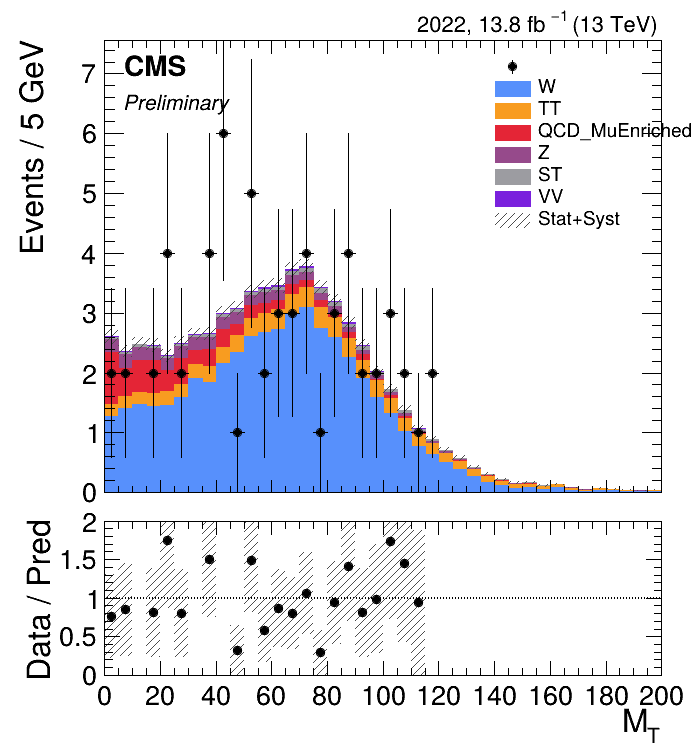 2022, 13.8 fb⁻¹ (13 TeV)
CMS
Preliminary
W
TT
QCD_MuEnriched
Z
ST
VV
Stat+Syst
Events / 5 GeV
7
6
5
4
3
2
1
0
Data / Pred
2
1.5
1
0.5
0
0 20 40 60 80 100 120 140 160 180 200
M_T